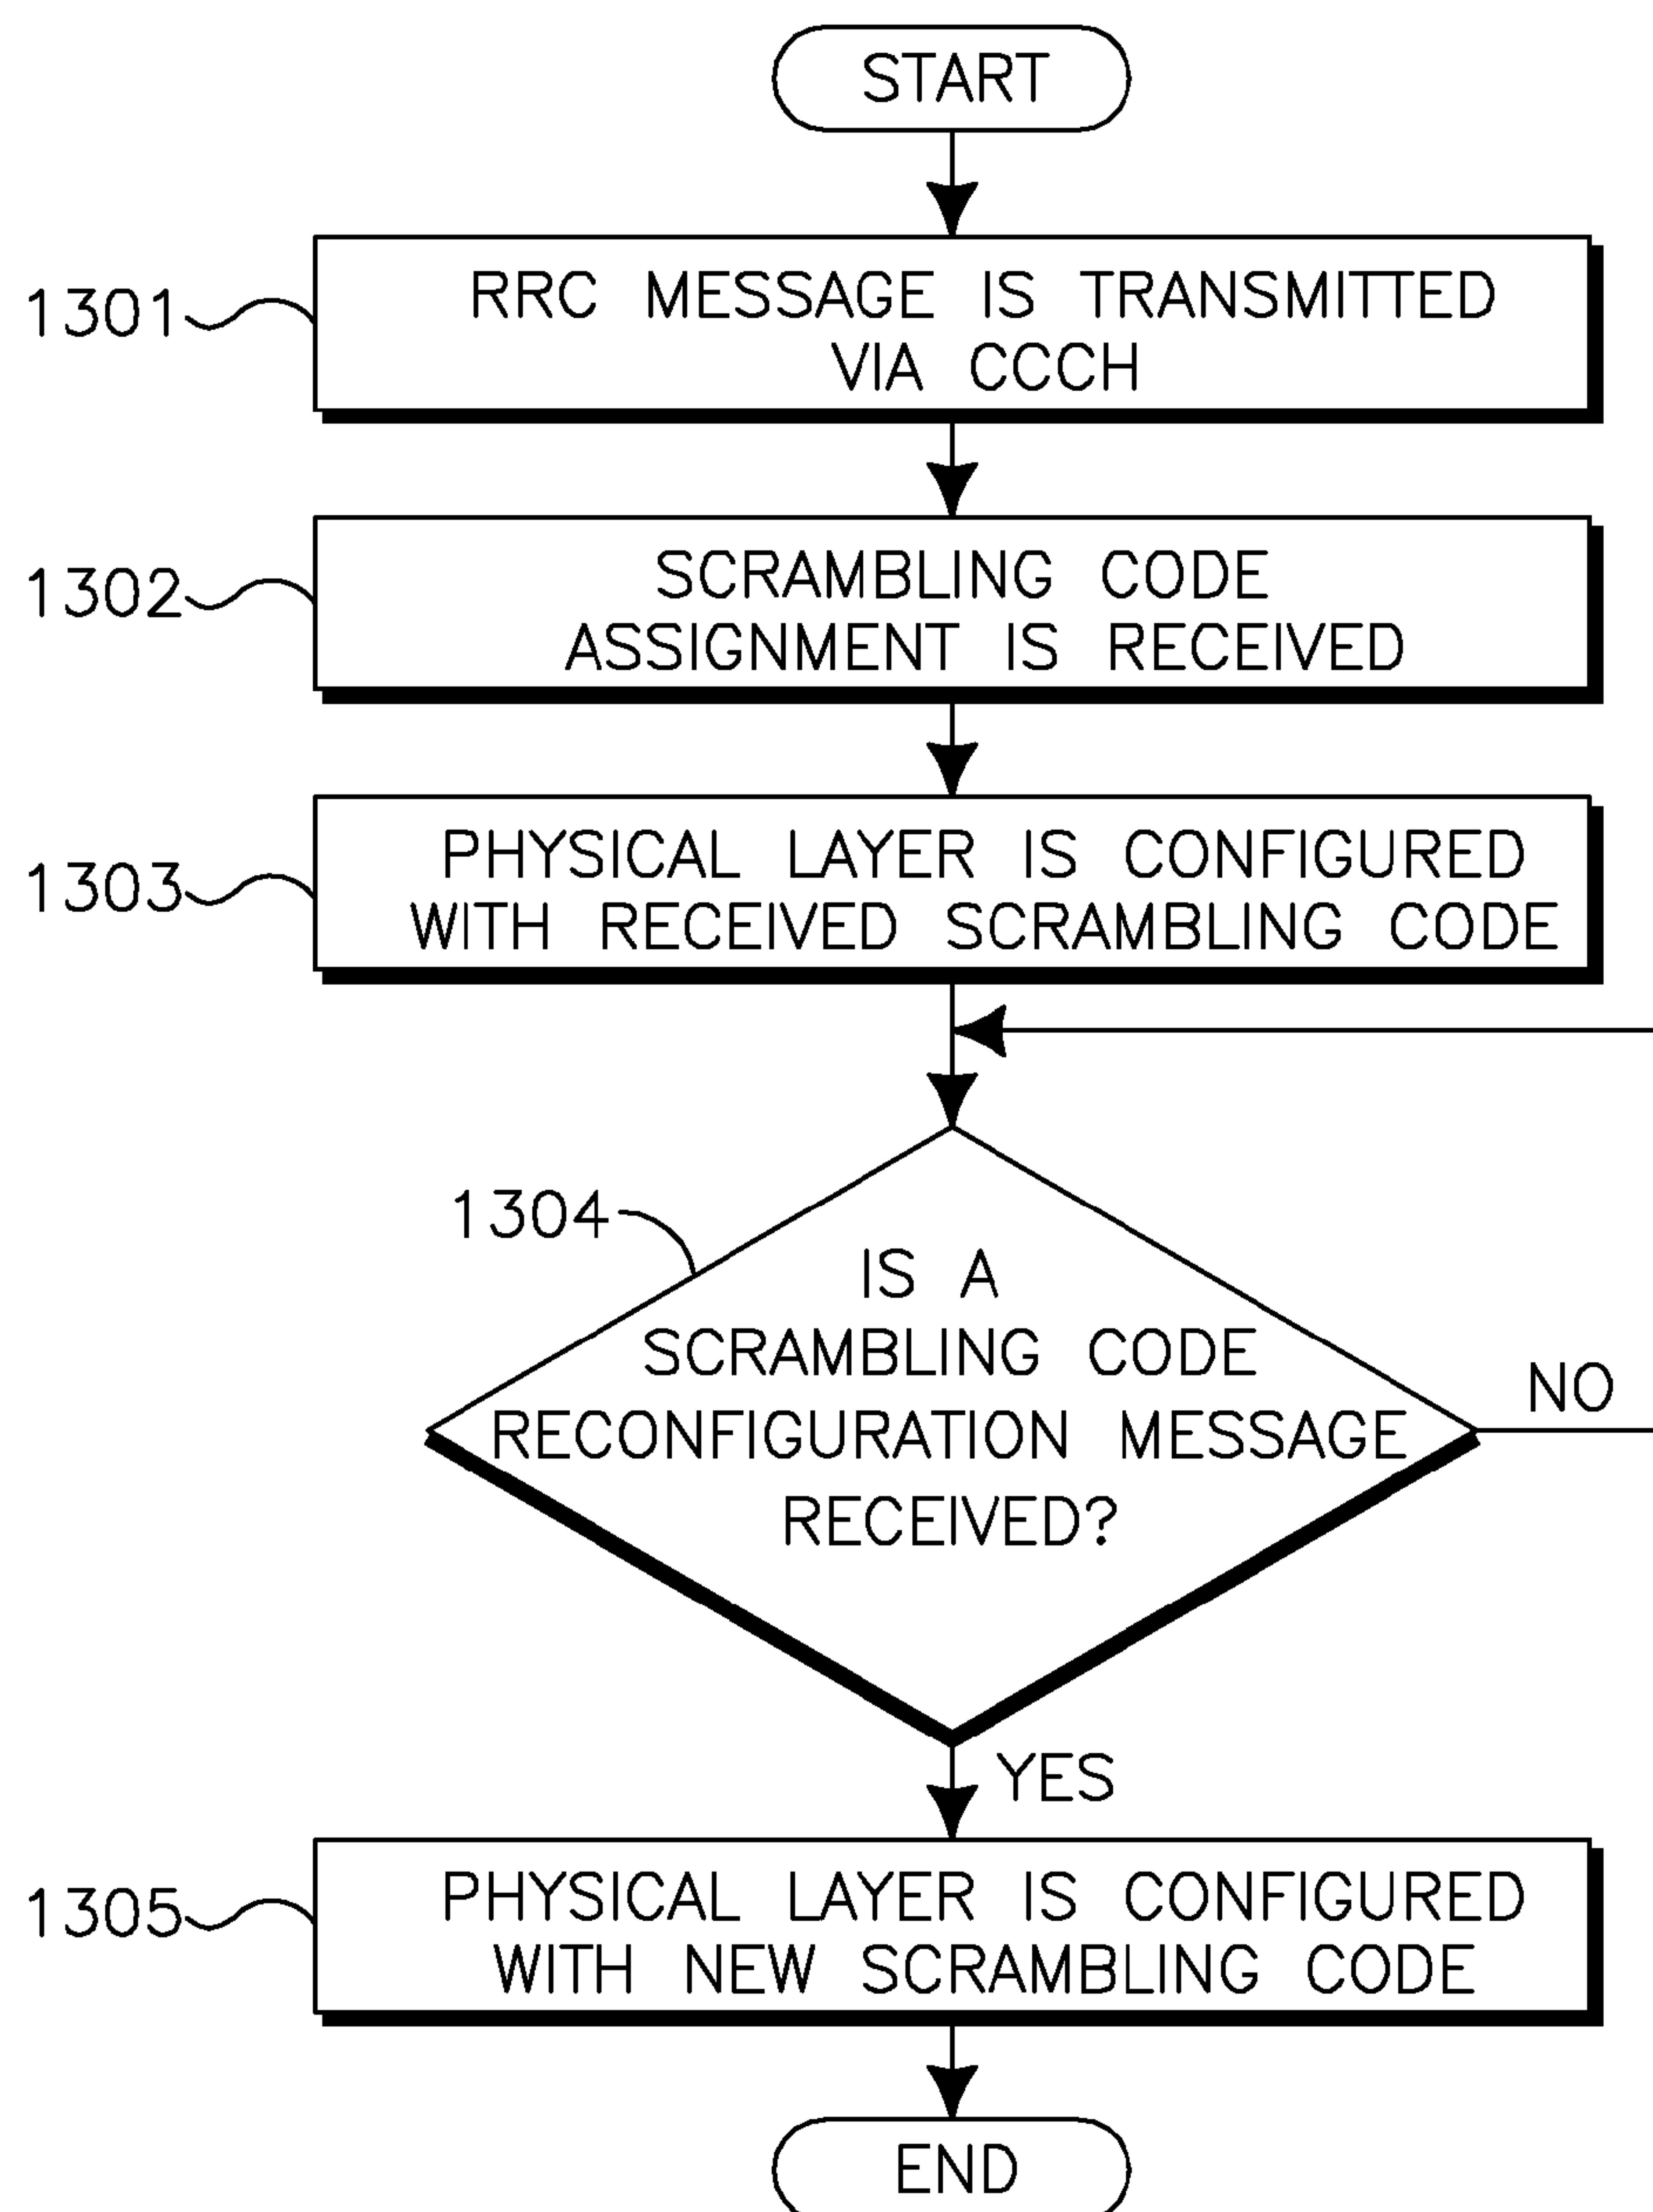 START
1301
RRC MESSAGE IS TRANSMITTED
VIA CCCH
1302
SCRAMBLING CODE
ASSIGNMENT IS RECEIVED
1303
PHYSICAL LAYER IS CONFIGURED
WITH RECEIVED SCRAMBLING CODE
1304
IS A
SCRAMBLING CODE
RECONFIGURATION MESSAGE
RECEIVED?
NO
YES
1305
PHYSICAL LAYER IS CONFIGURED
WITH NEW SCRAMBLING CODE
END